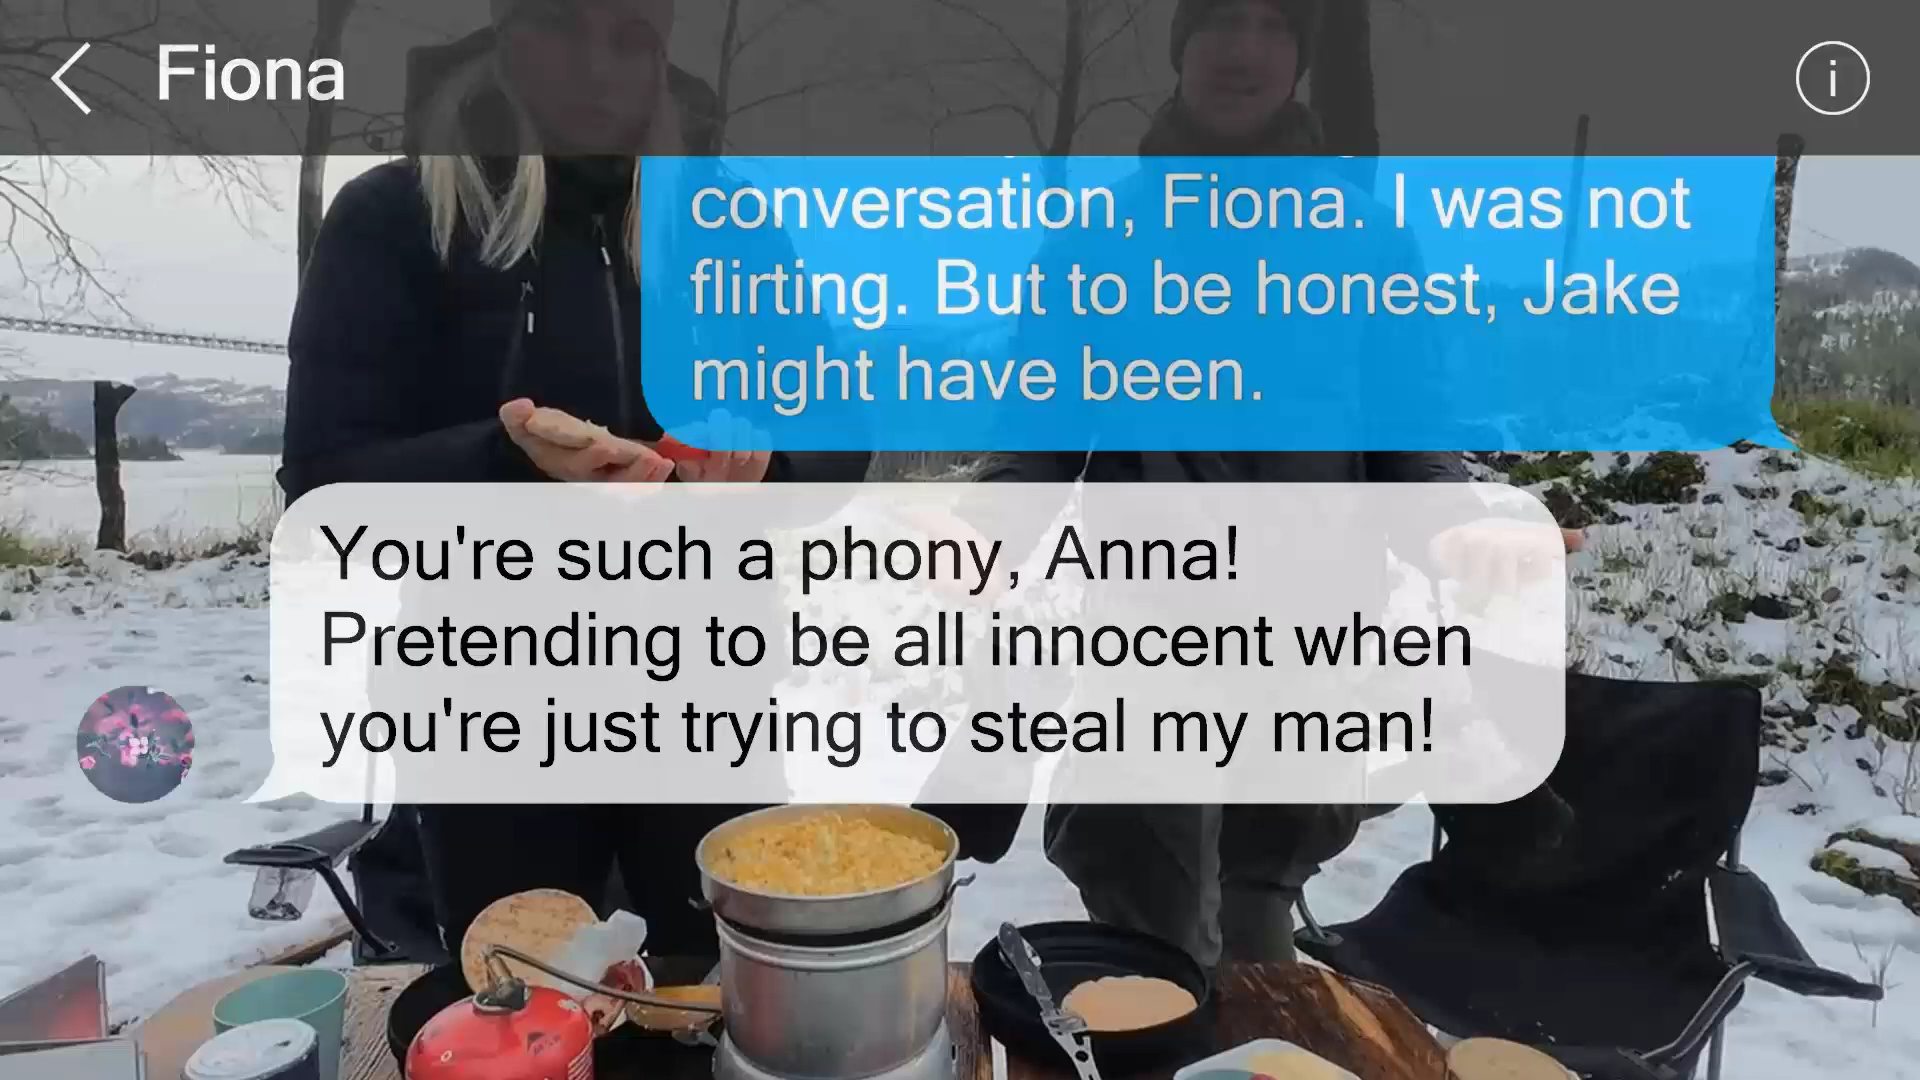 Fiona
i
conversation, Fiona. I was not
flirting. But to be honest, Jake
might have been.
You're such a phony, Anna!
Pretending to be all innocent when
you're just trying to steal my man!